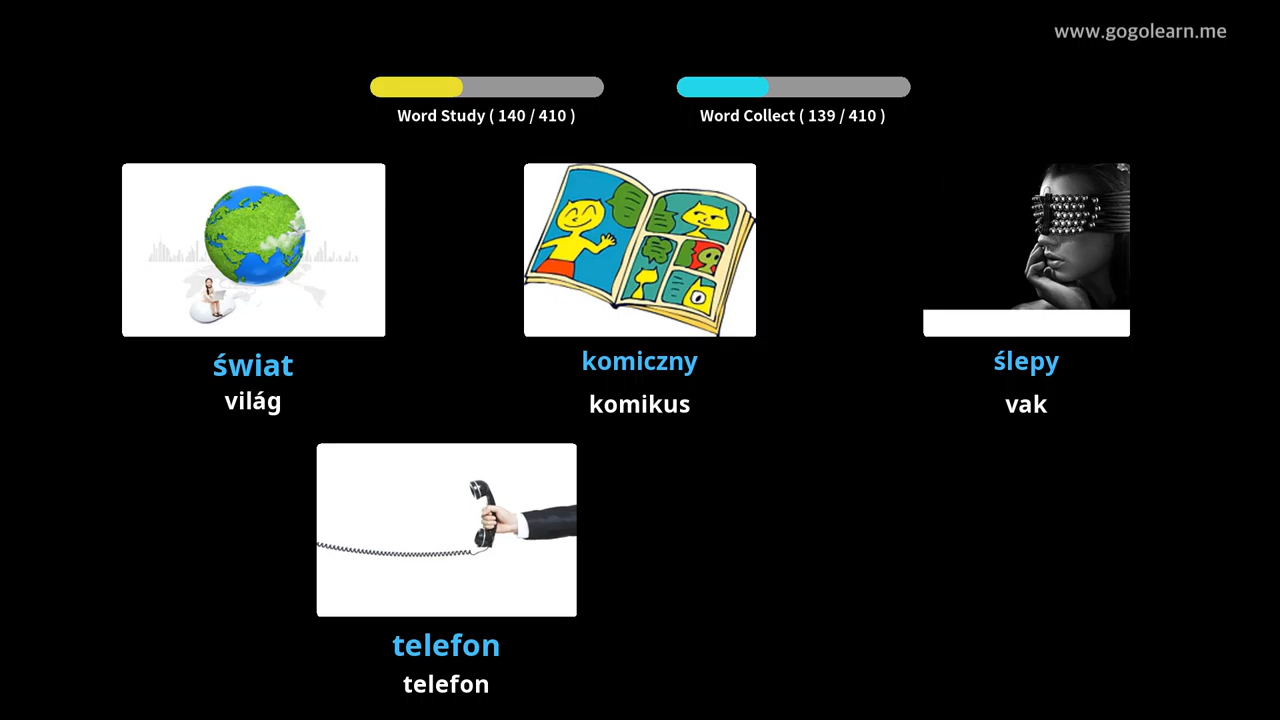 www.gogolearn.me
Word Study ( 140 / 410 )
Word Collect ( 139 / 410 )
świat
világ
komiczny
komikus
ślepy
vak
telefon
telefon